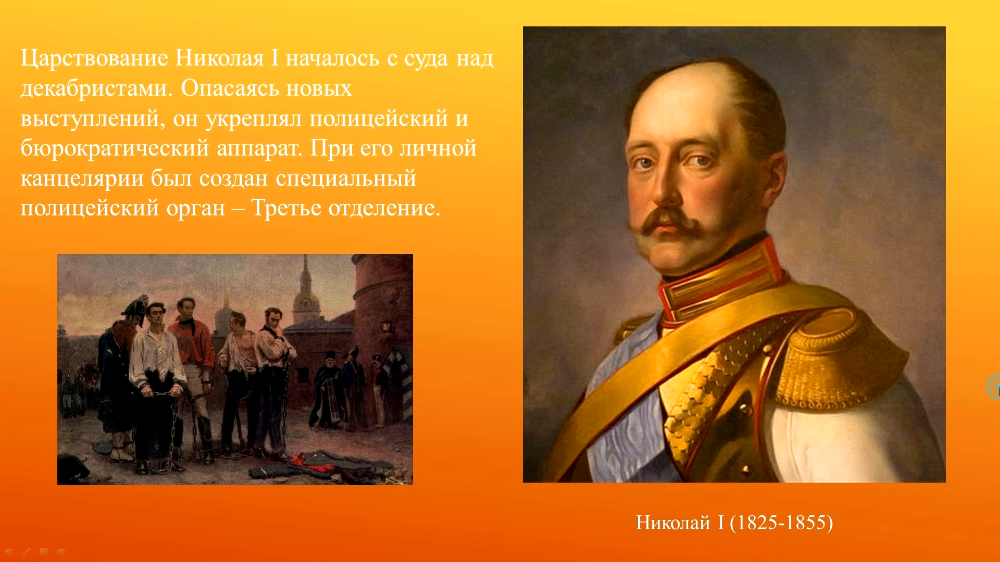 Царствование Николая I началось с суда над
декабристами. Опасаясь новых
выступлений, он укреплял полицейский и
бюрократический аппарат. При его личной
канцелярии был создан специальный
полицейский орган – Третье отделение.
Николай I (1825-1855)